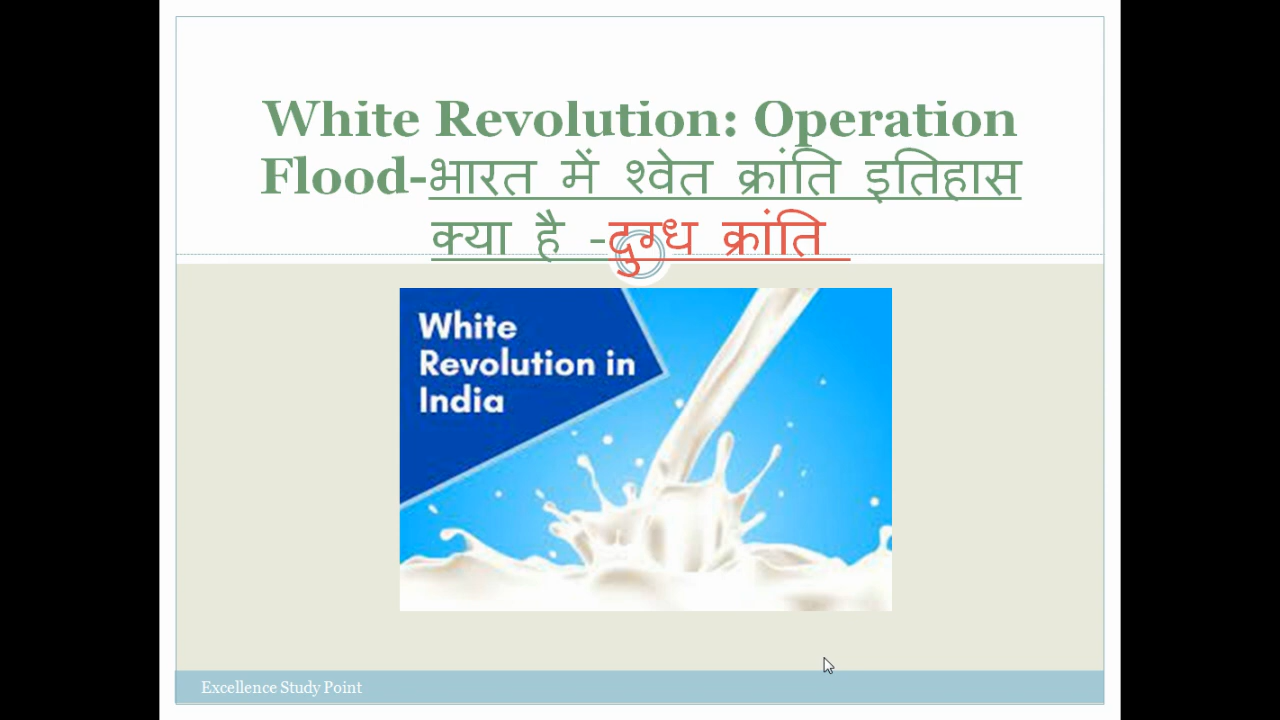 White Revolution: Operation
Flood-भारत में श्वेत क्रांति इतिहास
क्या है -दुग्ध क्रांति
White
Revolution in
India
Excellence Study Point